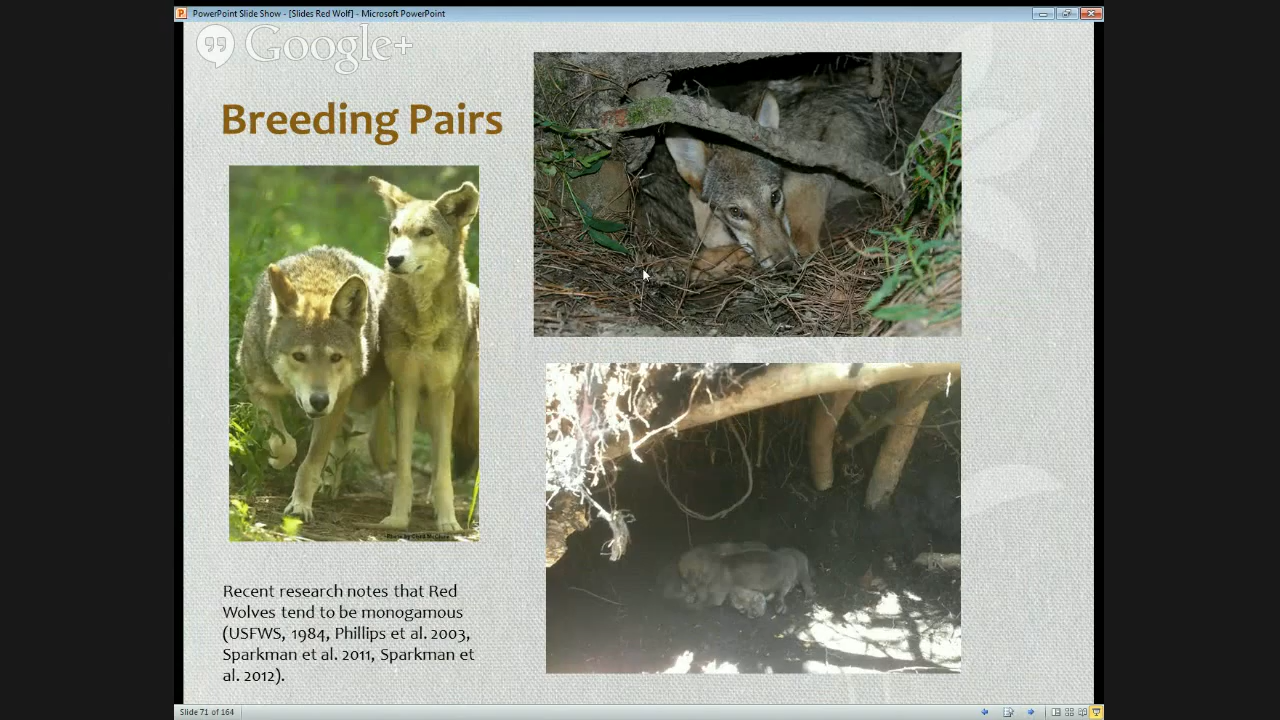 PowerPoint Slide Show - [Slides Red Wolf] - Microsoft PowerPoint
Google+
Breeding Pairs
Recent research notes that Red
Wolves tend to be monogamous
(USFWS, 1984, Phillips et al. 2003,
Sparkman et al. 2011, Sparkman et
al. 2012).
Slide 71 of 164